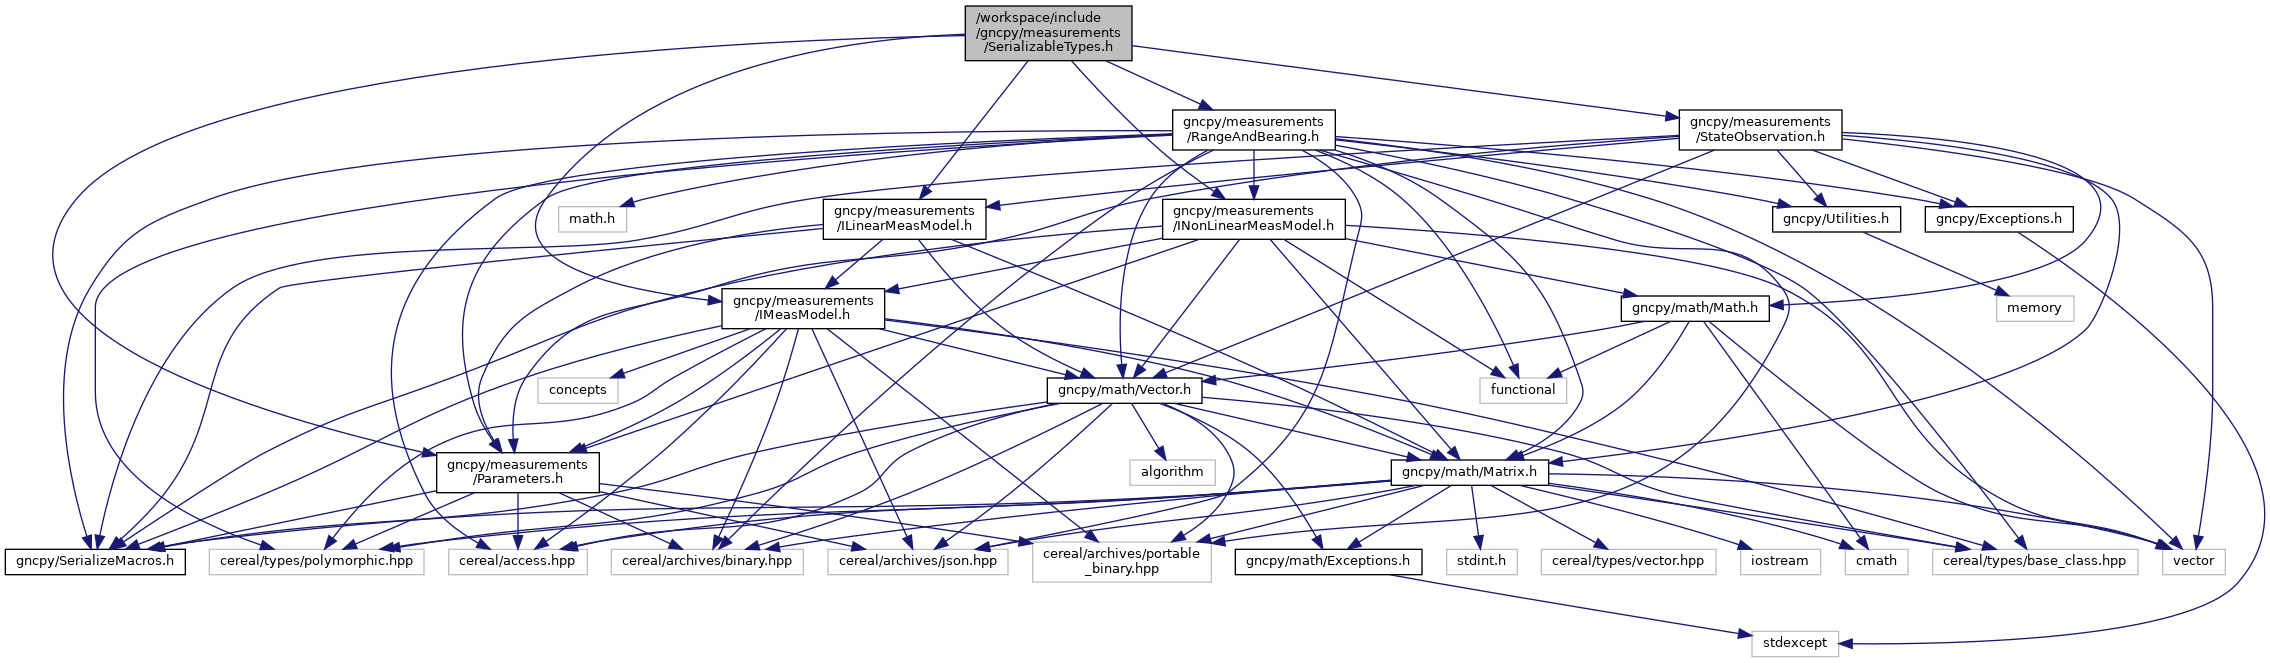 /workspace/include
/gncpy/measurements
/SerializableTypes.h
gncpy/measurements
/RangeAndBearing.h
gncpy/measurements
/StateObservation.h
math.h
gncpy/measurements
/ILinearMeasModel.h
gncpy/measurements
/INonLinearMeasModel.h
gncpy/Utilities.h
gncpy/Exceptions.h
gncpy/measurements
/IMeasModel.h
gncpy/math/Math.h
memory
concepts
gncpy/math/Vector.h
functional
gncpy/measurements
/Parameters.h
algorithm
gncpy/math/Matrix.h
gncpy/SerializeMacros.h
cereal/types/polymorphic.hpp
cereal/access.hpp
cereal/archives/binary.hpp
cereal/archives/json.hpp
cereal/archives/portable
_binary.hpp
gncpy/math/Exceptions.h
stdint.h
cereal/types/vector.hpp
iostream
cmath
cereal/types/base_class.hpp
vector
stdexcept